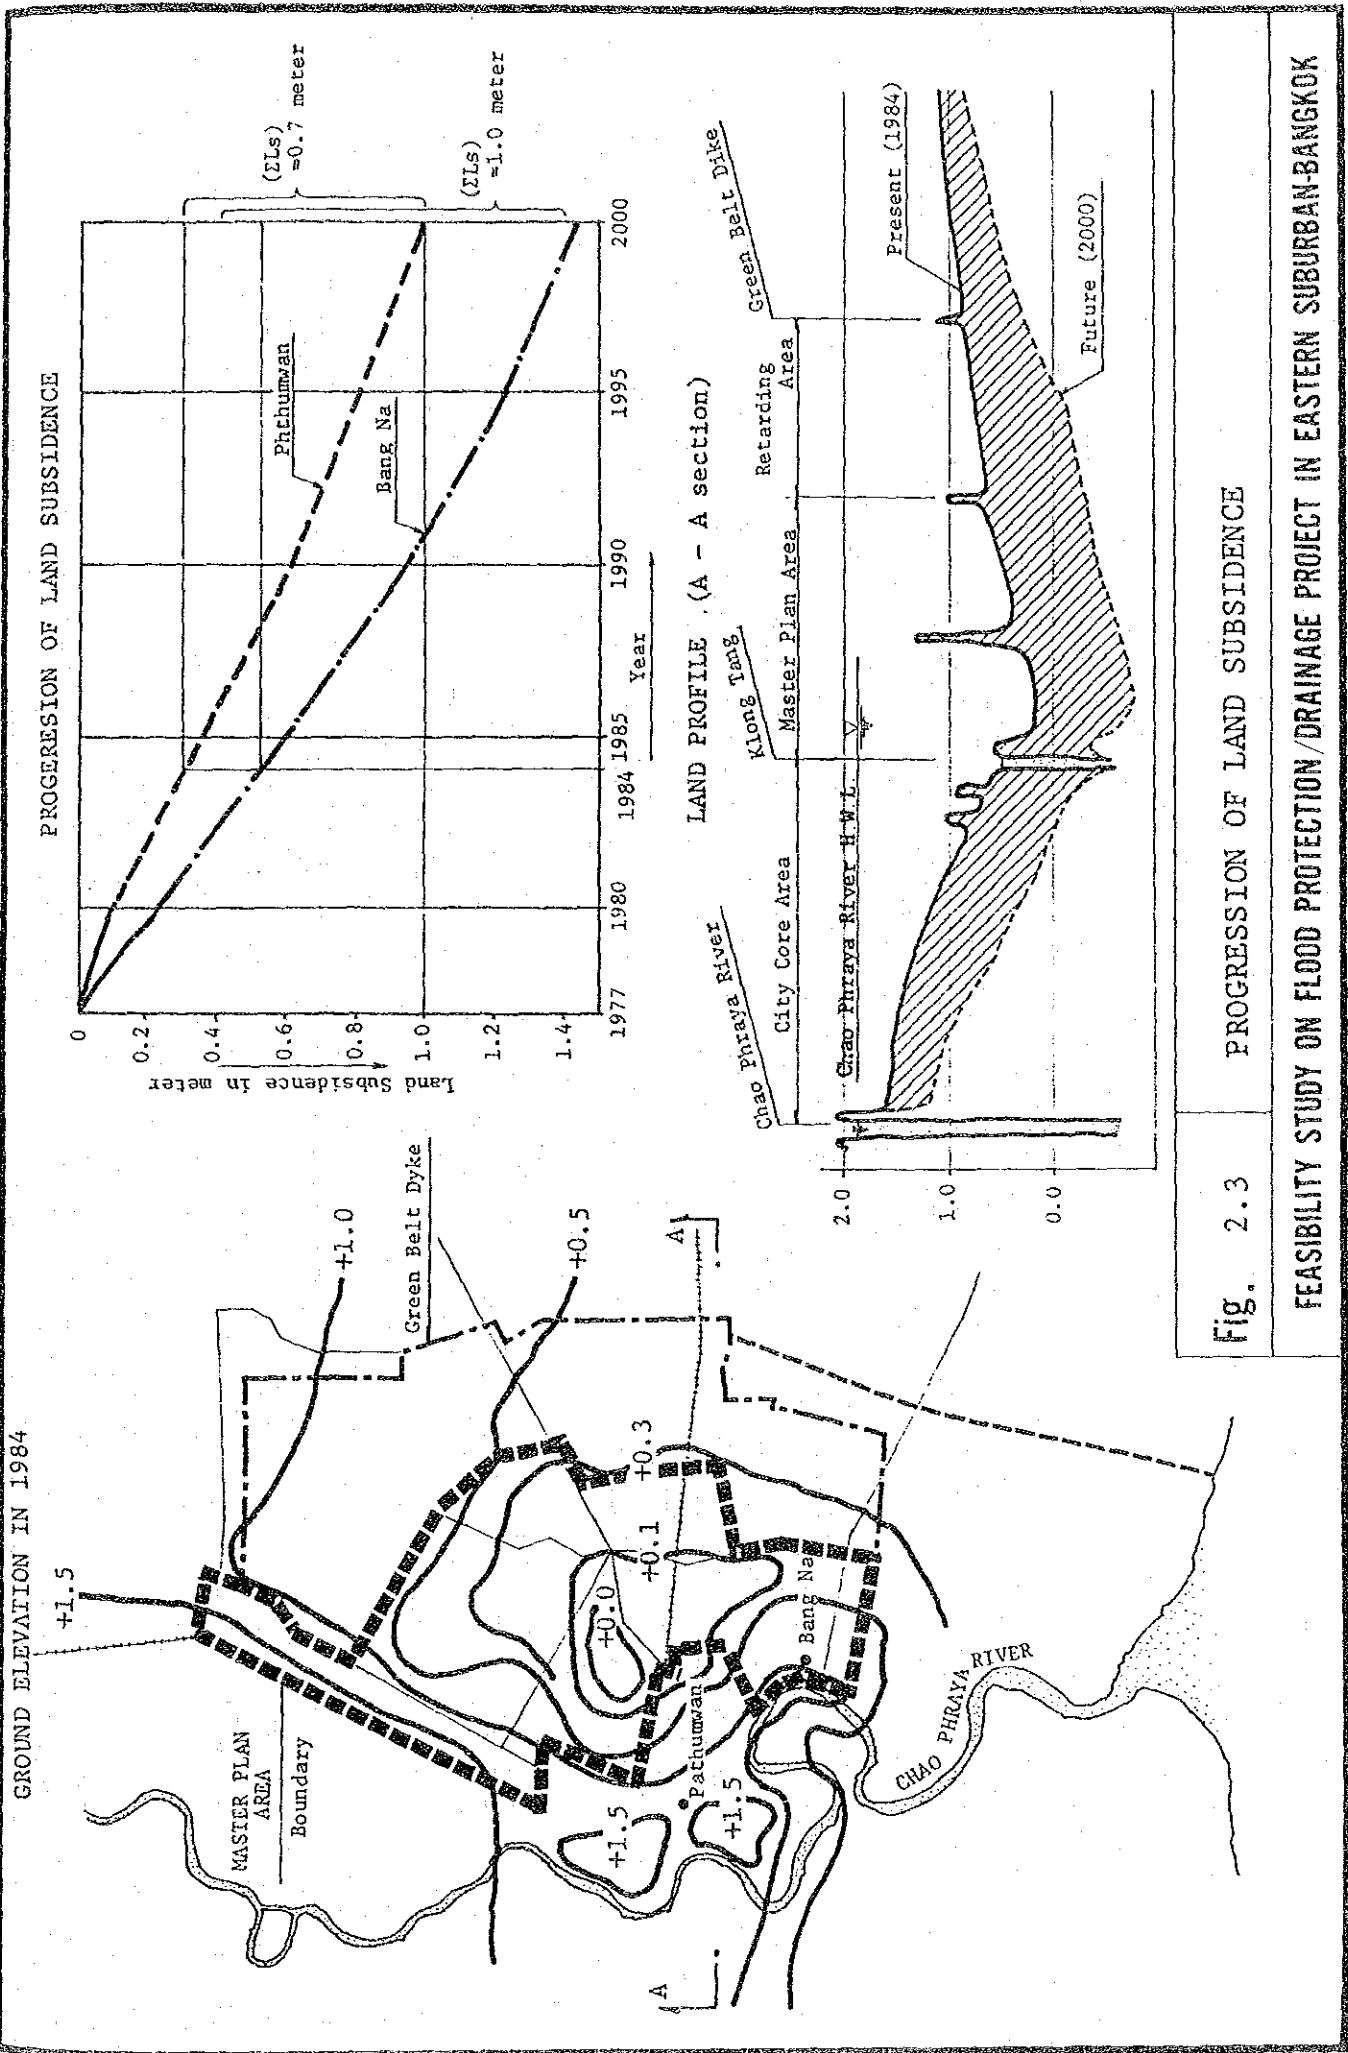 GROUND ELEVATION IN 1984
+1.5
MASTER PLAN
AREA
Boundary
+1.0
Green Belt Dyke
+0.5
A
+0.3
+0.1
+0.0
+1.5
Pathumwan
+1.5
Bang Na
A
CHAO PHRAYA RIVER
PROGERESION OF LAND SUBSIDENCE
Land Subsidence in meter
0
0.2
0.4
0.6
0.8
1.0
1.2
1.4
1977
1980
1984
1985
1990
1995
2000
Year
Phthumwan
Bang Na
(ΣLs)
=0.7 meter
(ΣLs)
=1.0 meter
LAND PROFILE (A - A section)
Chao Phraya River
Klong Tang
Green Belt Dike
City Core Area
Master Plan Area
Retarding
Area
Chao Phraya River H W L
Present (1984)
Future (2000)
2.0
1.0
0.0
Fig. 2.3
PROGRESSION OF LAND SUBSIDENCE
FEASIBILITY STUDY ON FLOOD PROTECTION/DRAINAGE PROJECT IN EASTERN SUBURBAN-BANGKOK